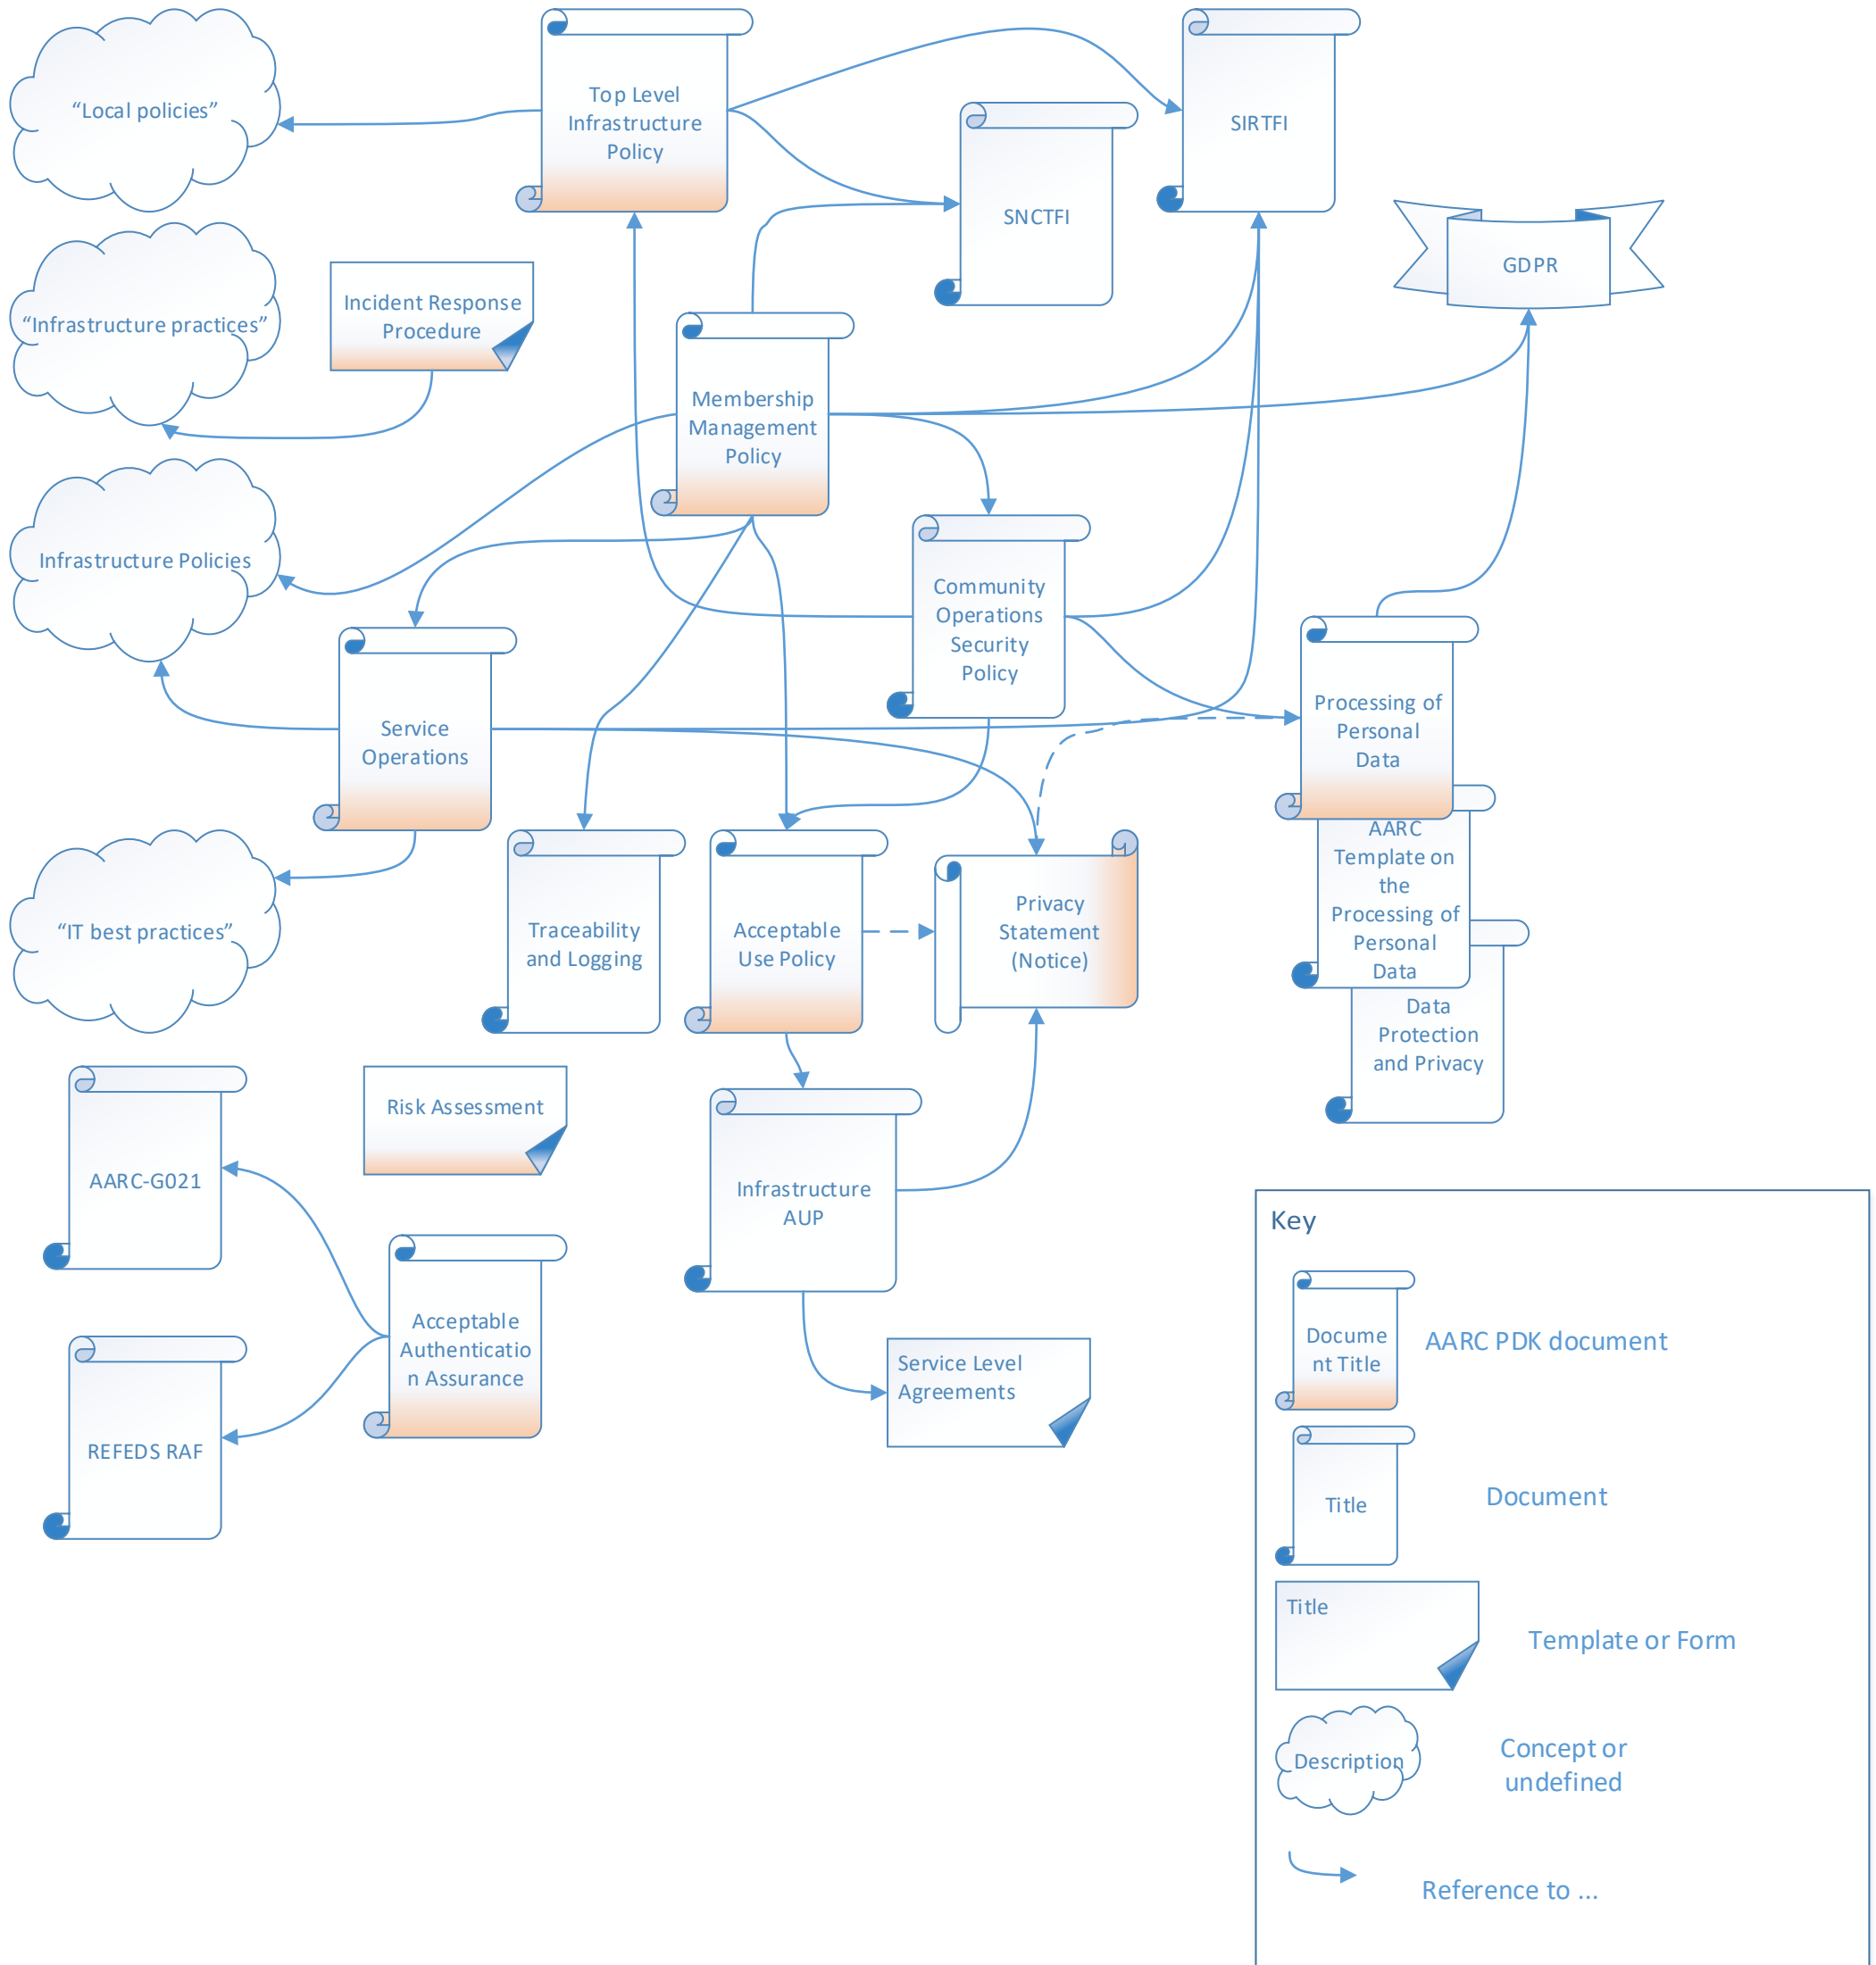 “Local policies”
Top Level
Infrastructure
Policy
SIRTFI
SNCTFI
GDPR
“Infrastructure practices”
Incident Response
Procedure
Membership
Management
Policy
Infrastructure Policies
Community
Operations
Security
Policy
Service
Operations
Processing of
Personal
Data
AARC
Template on
the
Processing of
Personal
Data
Data
Protection
and Privacy
“IT best practices”
Traceability
and Logging
Acceptable
Use Policy
Privacy
Statement
(Notice)
Risk Assessment
AARC-G021
Infrastructure
AUP
Acceptable
Authenticatio
n Assurance
REFEDS RAF
Service Level
Agreements
Key
Docume
nt Title
AARC PDK document
Title
Document
Title
Template or Form
Description
Concept or
undefined
Reference to ...